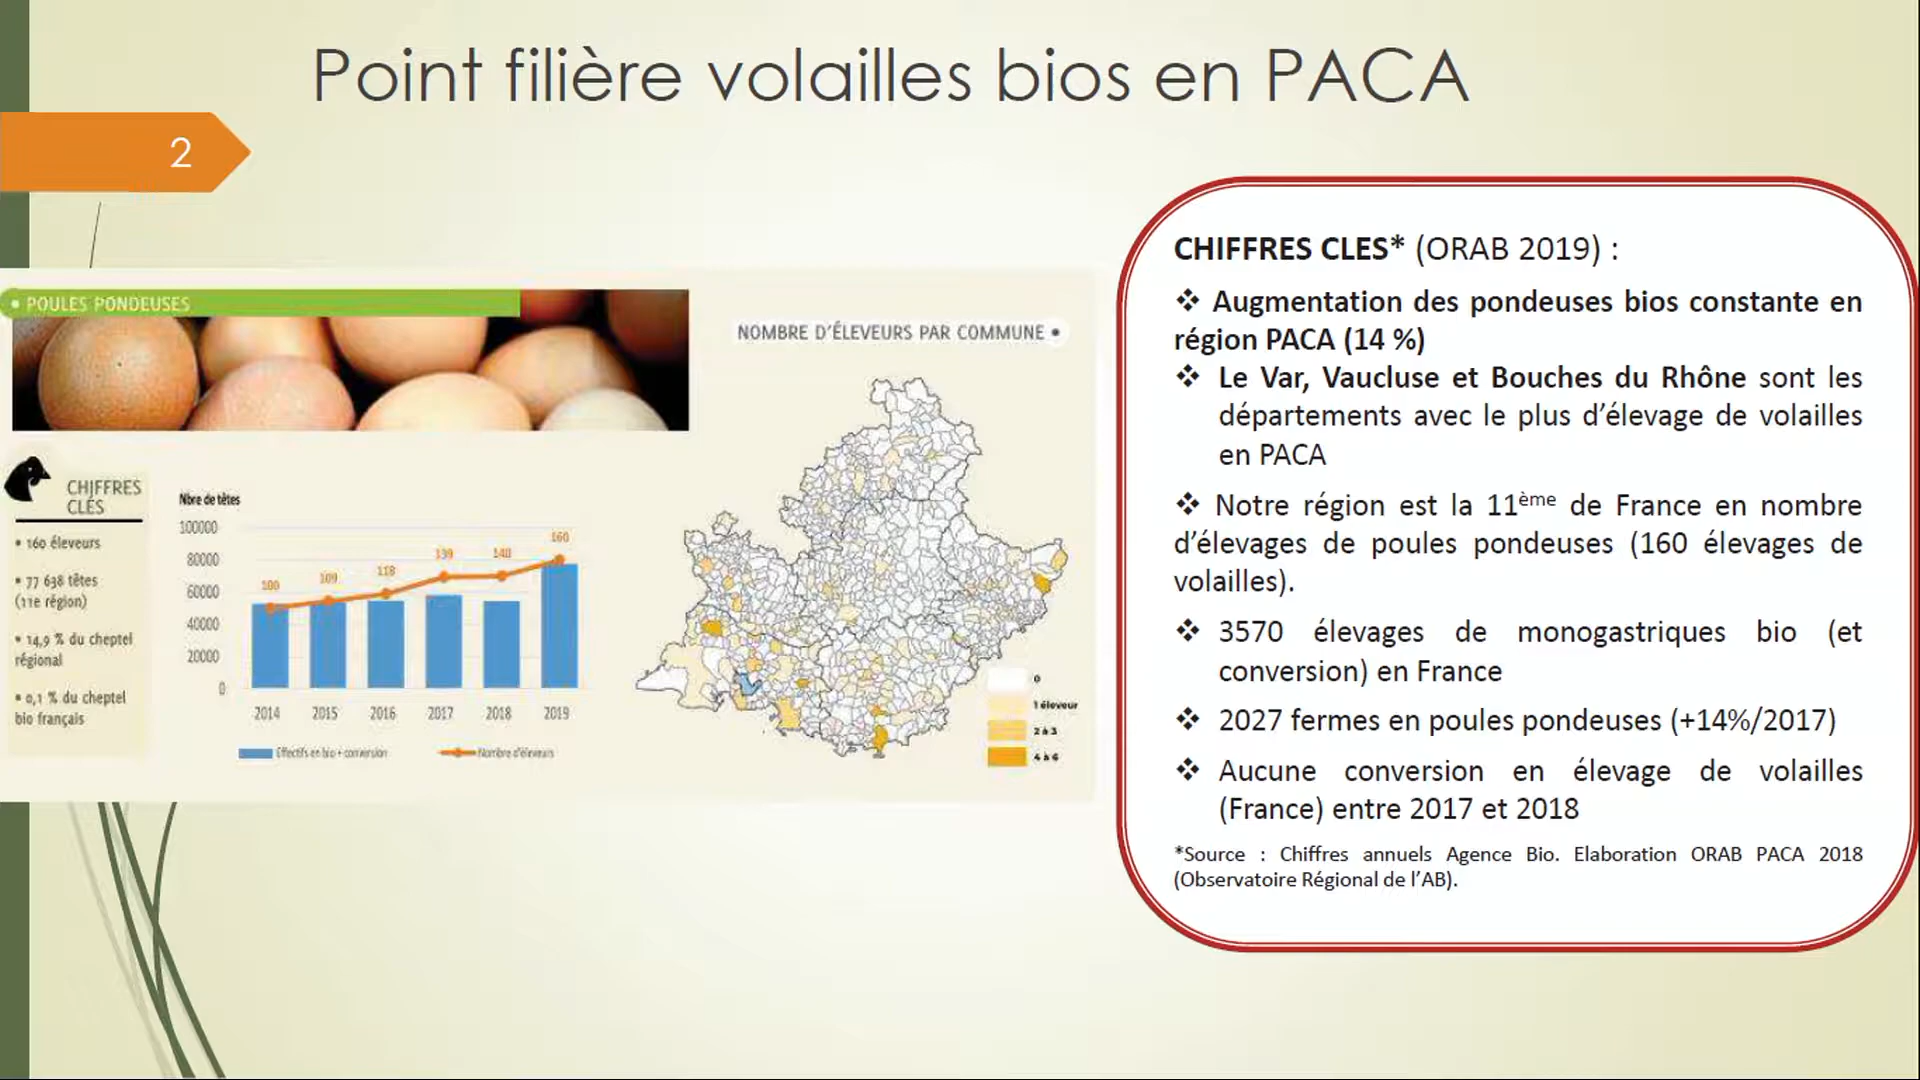 Point filière volailles bios en PACA
2
• POULES PONDEUSES
NOMBRE D'ÉLEVEURS PAR COMMUNE •
CHIFFRES
CLÉS
• 160 éleveurs
• 77 638 têtes
(11e région)
• 14,9 % du cheptel
régional
• 0,1 % du cheptel
bio français
Nbre de têtes
100000
80000
60000
40000
20000
0
100
109
118
139
140
160
2014 2015 2016 2017 2018 2019
Effectifs en bio + conversion
Nombre d'éleveurs
0
1 éleveur
2 à 3
4 à 6
CHIFFRES CLES* (ORAB 2019) :
❖ Augmentation des pondeuses bios constante en
région PACA (14 %)
❖ Le Var, Vaucluse et Bouches du Rhône sont les
départements avec le plus d’élevage de volailles
en PACA
❖ Notre région est la 11ème de France en nombre
d’élevages de poules pondeuses (160 élevages de
volailles).
❖ 3570 élevages de monogastriques bio (et
conversion) en France
❖ 2027 fermes en poules pondeuses (+14%/2017)
❖ Aucune conversion en élevage de volailles
(France) entre 2017 et 2018
*Source : Chiffres annuels Agence Bio. Elaboration ORAB PACA 2018
(Observatoire Régional de l’AB).